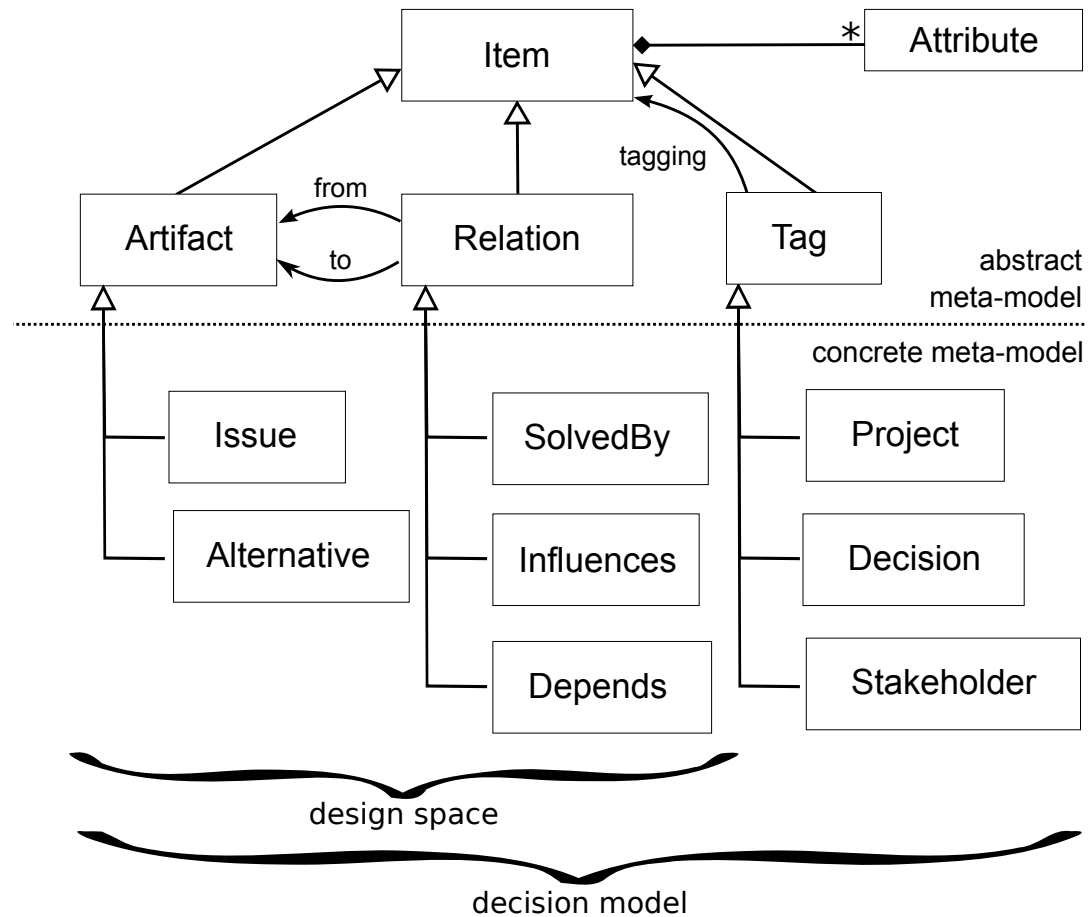 Item
*
Attribute
tagging
from
Artifact
Relation
Tag
to
abstract
meta-model
concrete meta-model
Issue
SolvedBy
Project
Alternative
Influences
Decision
Depends
Stakeholder
design space
decision model